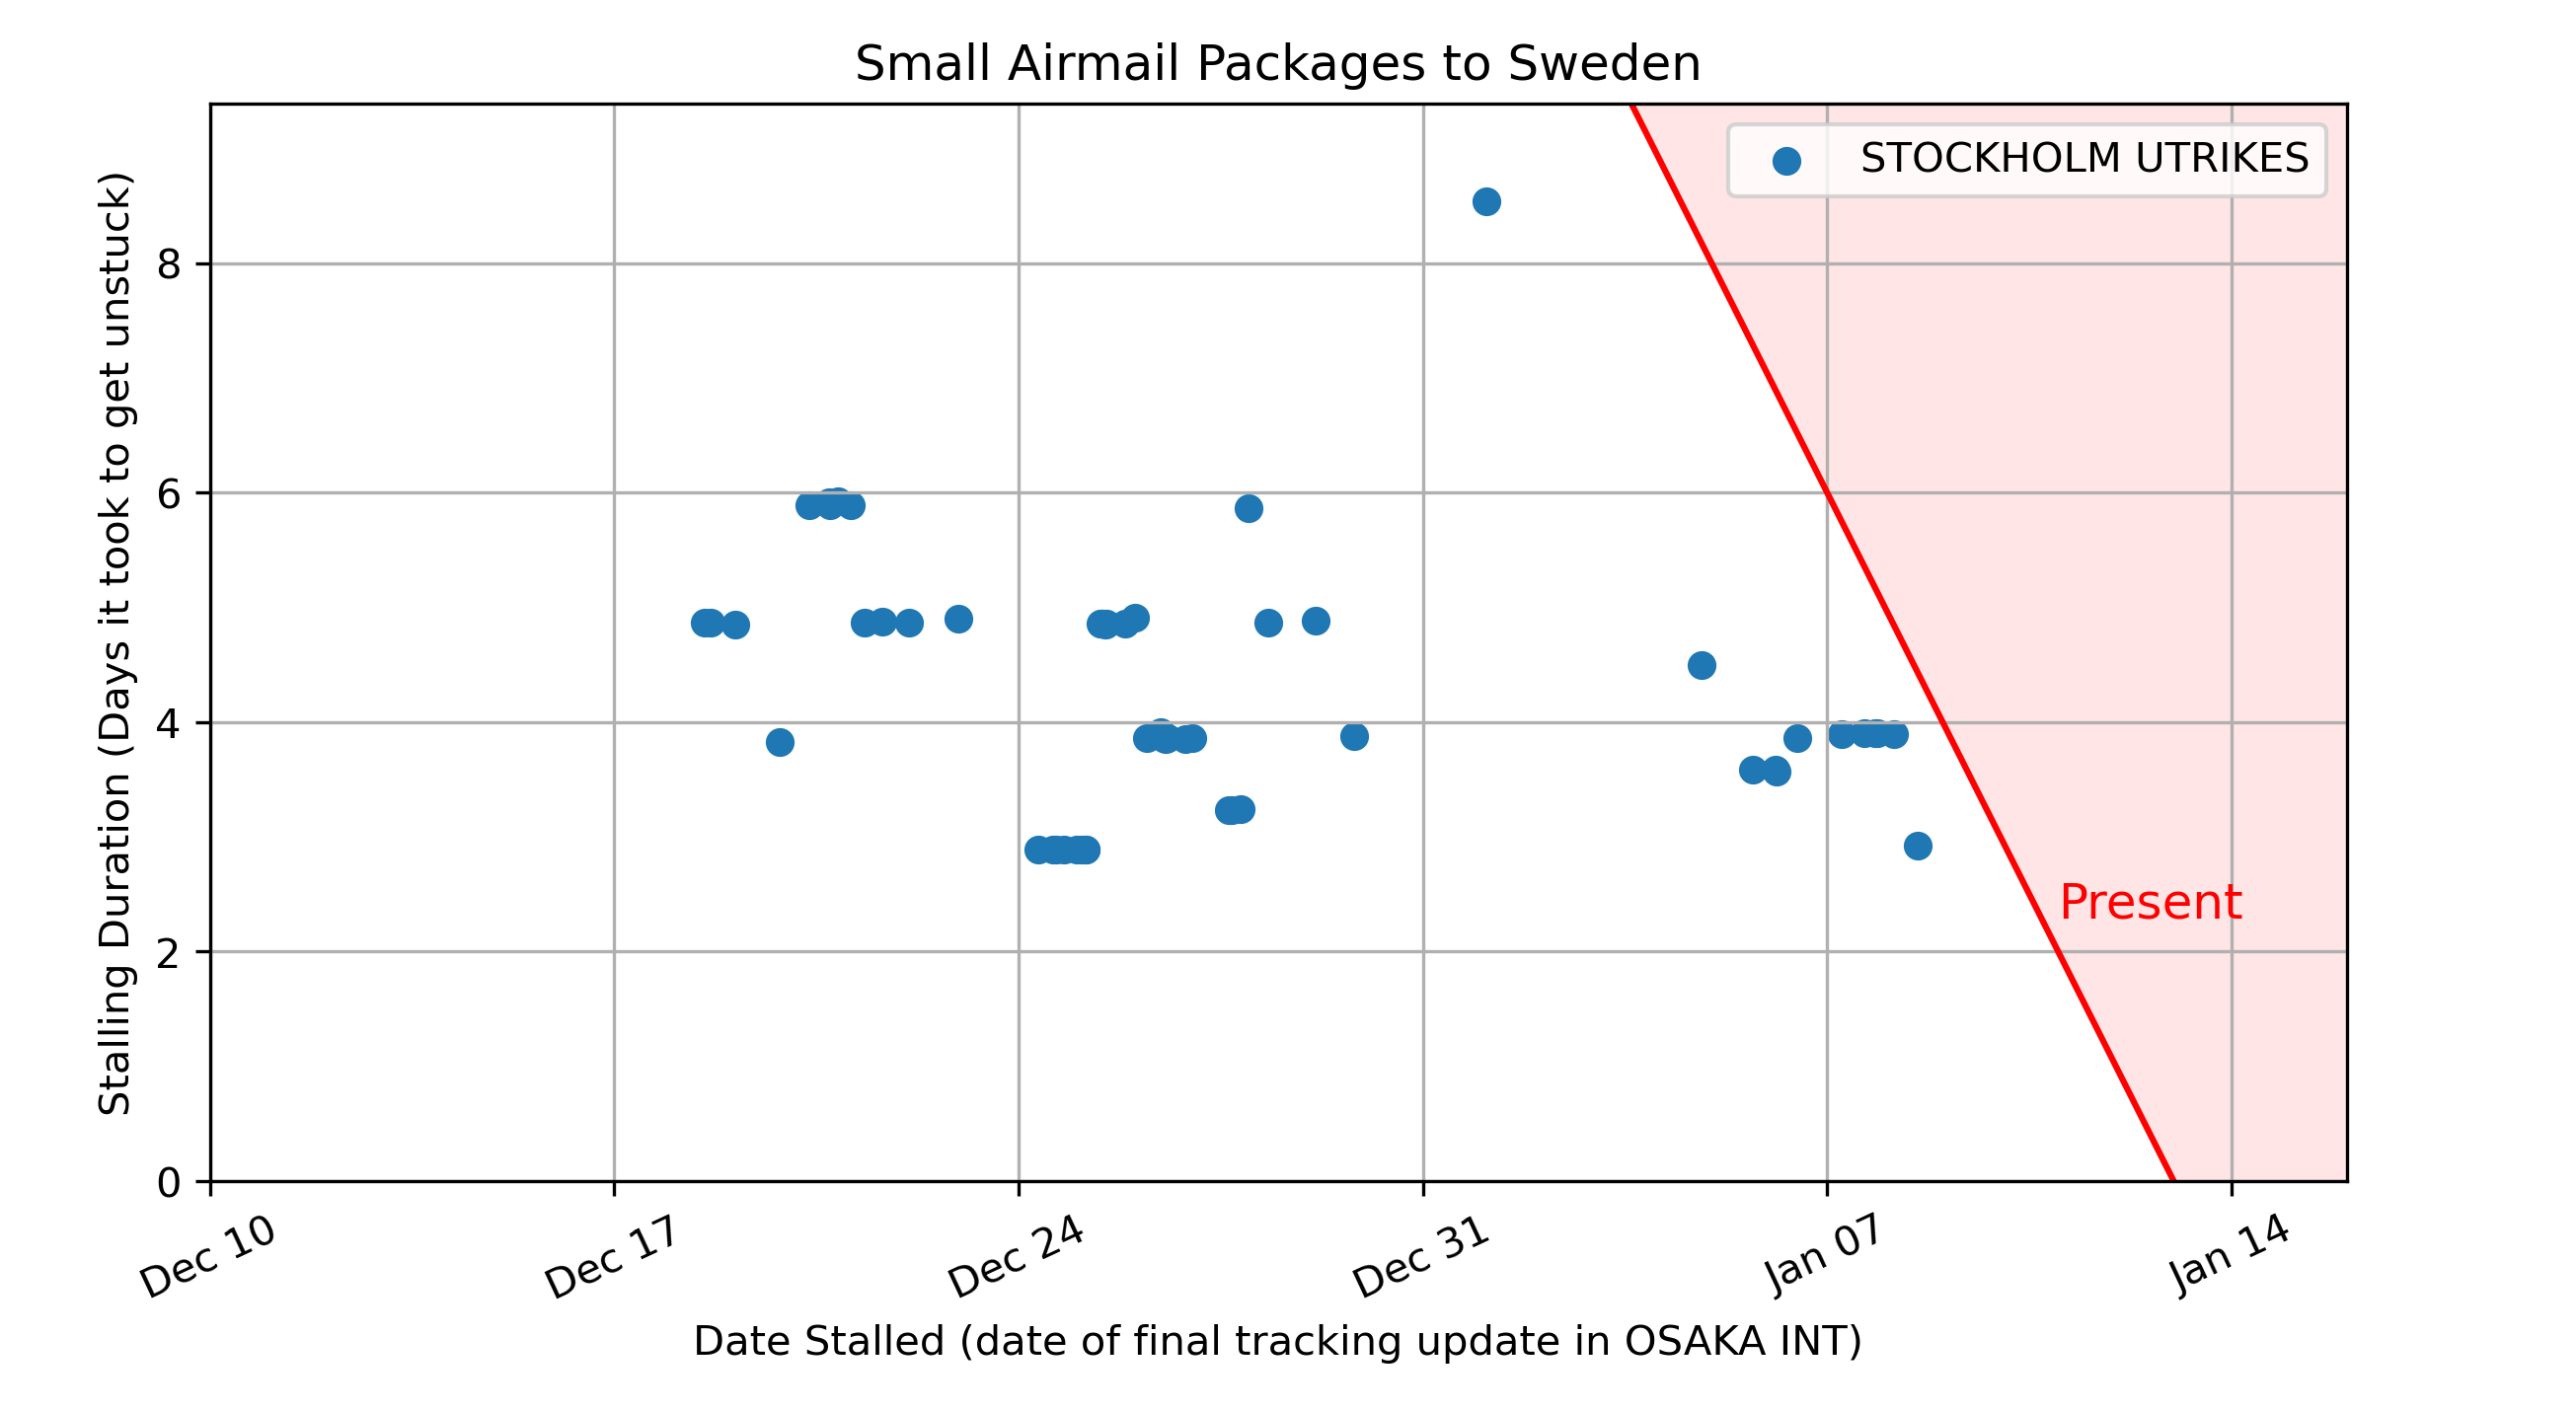 Small Airmail Packages to Sweden
STOCKHOLM UTRIKES
Stalling Duration (Days it took to get unstuck)
8
6
4
2
0
Present
Dec 10
Dec 17
Dec 24
Dec 31
Jan 07
Jan 14
Date Stalled (date of final tracking update in OSAKA INT)